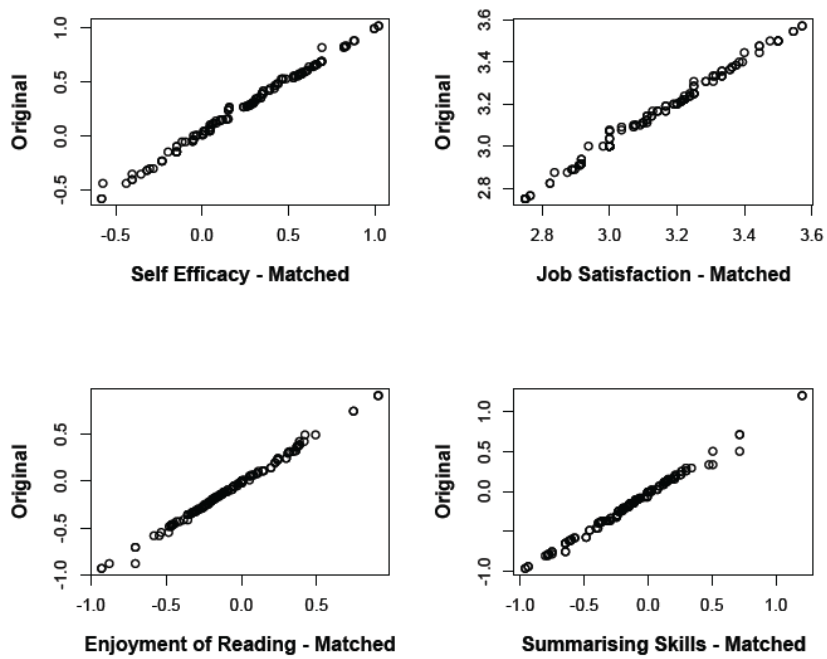 Original
1.0
0.5
0.0
-0.5
-0.5 0.0 0.5 1.0
Self Efficacy - Matched
Original
3.6
3.4
3.2
3.0
2.8
2.8 3.0 3.2 3.4 3.6
Job Satisfaction - Matched
Original
0.5
0.0
-0.5
-1.0
-1.0 -0.5 0.0 0.5
Enjoyment of Reading - Matched
Original
1.0
0.5
0.0
-1.0
-1.0 -0.5 0.0 0.5 1.0
Summarising Skills - Matched